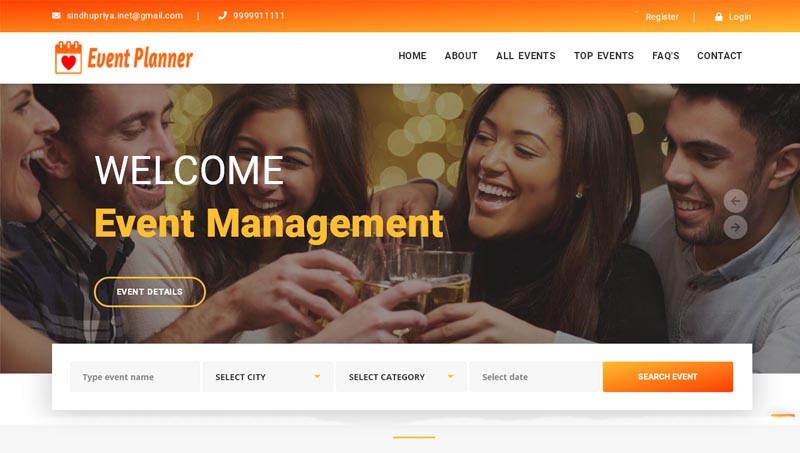 sindhupriya.inet@gmail.com | 9999911111 Register | Login
Event Planner HOME ABOUT ALL EVENTS TOP EVENTS FAQ'S CONTACT
WELCOME
Event Management
EVENT DETAILS
Type event name SELECT CITY SELECT CATEGORY Select date SEARCH EVENT